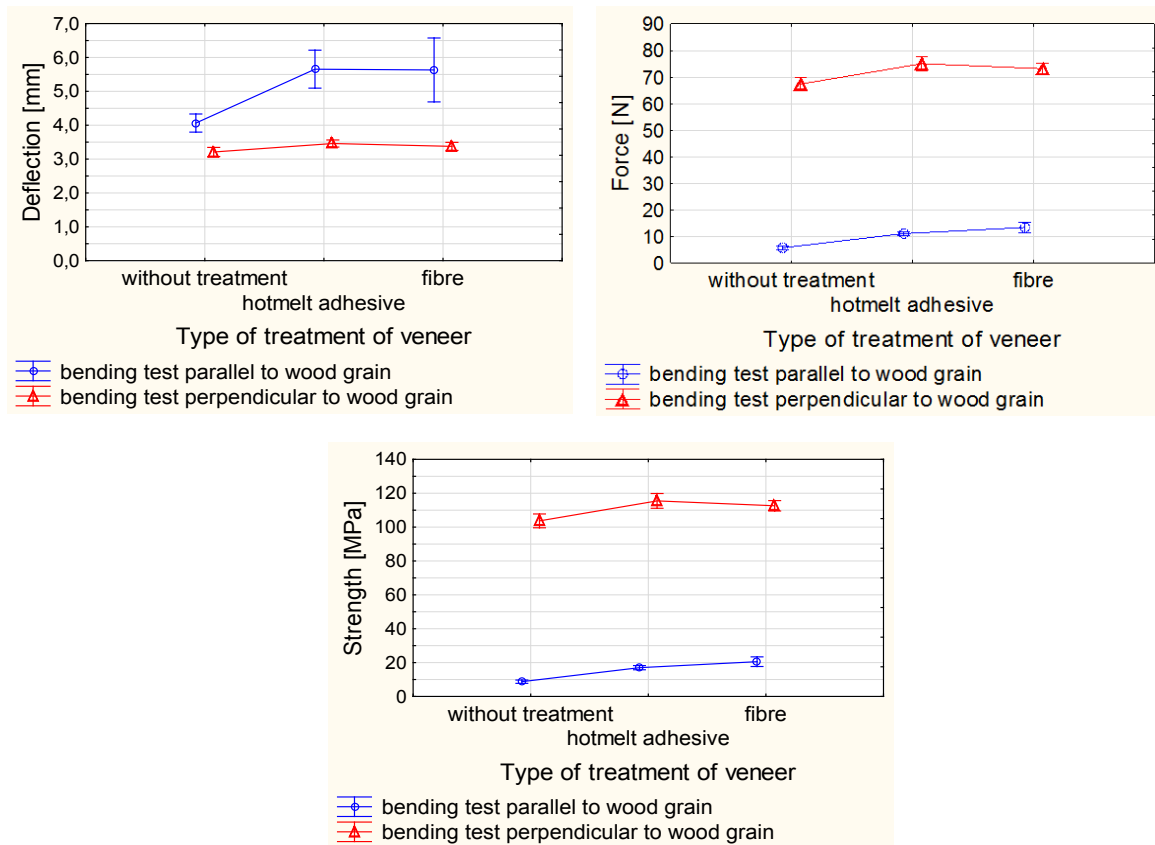 Deflection [mm]
7,0
6,0
5,0
4,0
3,0
2,0
1,0
0,0
without treatment
fibre
hotmelt adhesive
Type of treatment of veneer
bending test parallel to wood grain
bending test perpendicular to wood grain
Force [N]
90
80
70
60
50
40
30
20
10
0
without treatment
fibre
hotmelt adhesive
Type of treatment of veneer
bending test parallel to wood grain
bending test perpendicular to wood grain
Strength [MPa]
140
120
100
80
60
40
20
0
without treatment
fibre
hotmelt adhesive
Type of treatment of veneer
bending test parallel to wood grain
bending test perpendicular to wood grain